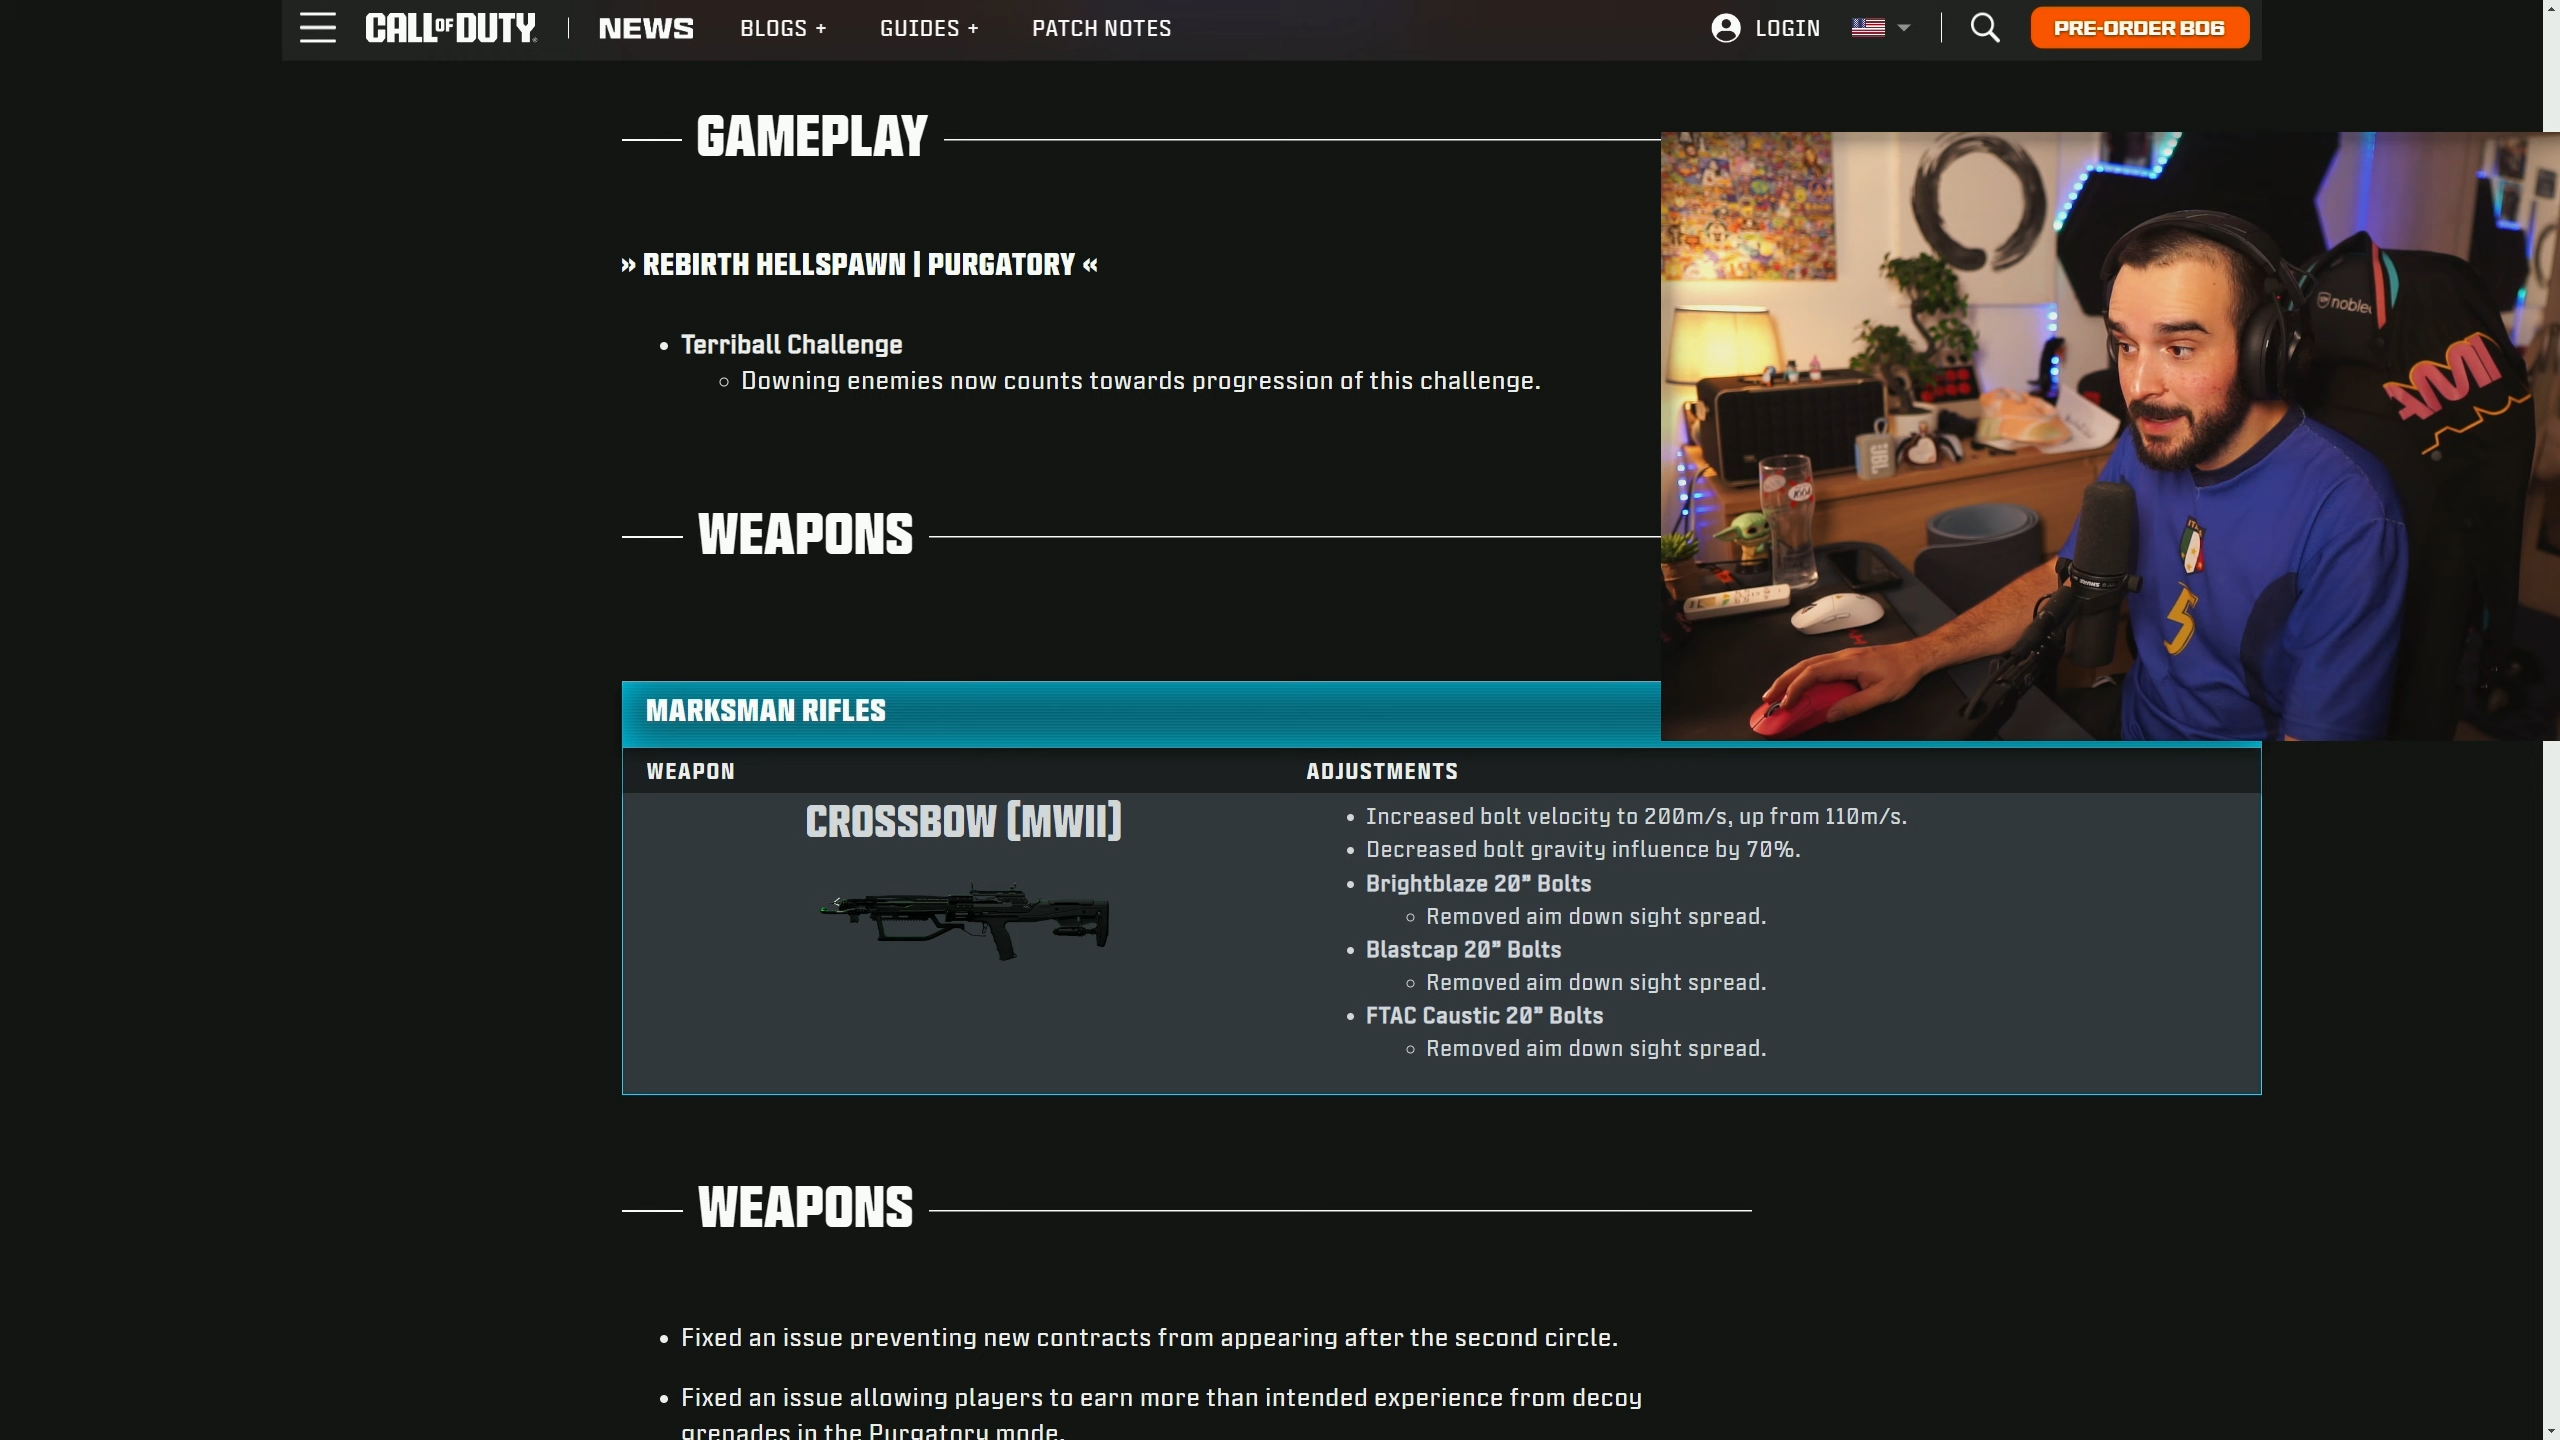 CALL OF DUTY
NEWS
BLOGS +
GUIDES +
PATCH NOTES
LOGIN
PRE-ORDER BO6
GAMEPLAY
» REBIRTH HELLSPAWN | PURGATORY «
• Terriball Challenge
◦ Downing enemies now counts towards progression of this challenge.
WEAPONS
MARKSMAN RIFLES
WEAPON
ADJUSTMENTS
CROSSBOW (MWII)
• Increased bolt velocity to 200m/s, up from 110m/s.
• Decreased bolt gravity influence by 70%.
• Brightblaze 20” Bolts
◦ Removed aim down sight spread.
• Blastcap 20” Bolts
◦ Removed aim down sight spread.
• FTAC Caustic 20” Bolts
◦ Removed aim down sight spread.
WEAPONS
• Fixed an issue preventing new contracts from appearing after the second circle.
• Fixed an issue allowing players to earn more than intended experience from decoy
grenades in the Purgatory mode.
noble
JBL
5